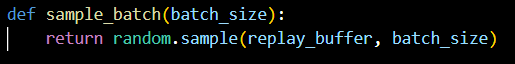 def sample_batch(batch_size):
    return random.sample(replay_buffer, batch_size)